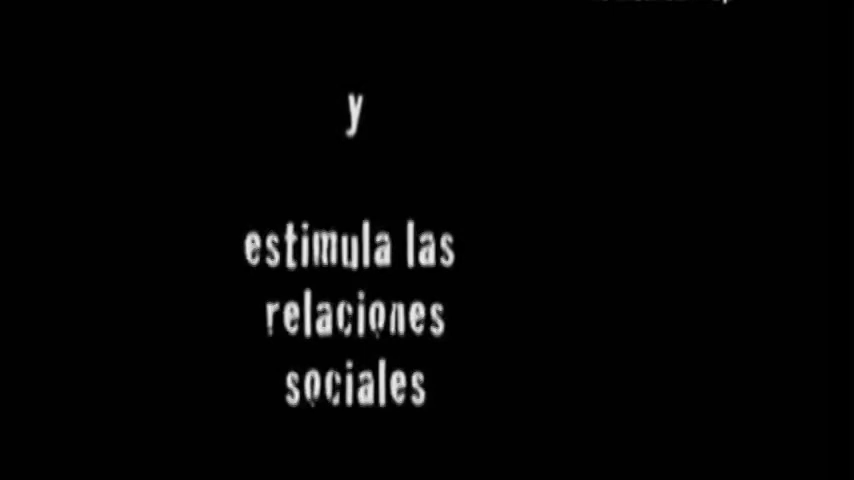 y
estimula las
relaciones
sociales